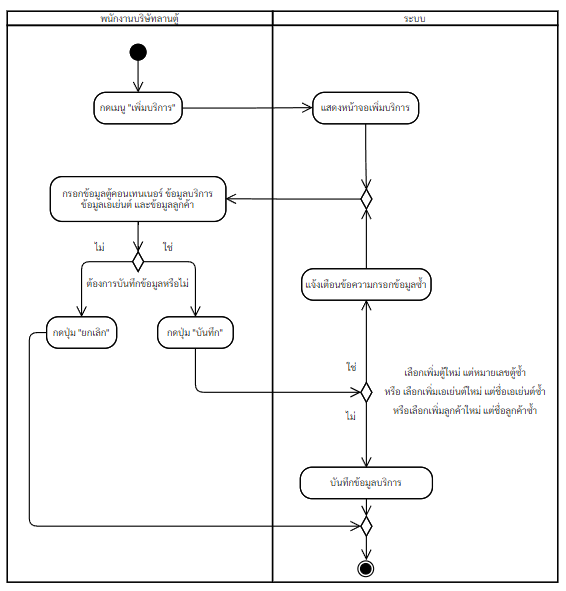 พนักงานบริษัทลานตู้
ระบบ
กดเมนู "เพิ่มบริการ"
แสดงหน้าจอเพิ่มบริการ
กรอกข้อมูลตู้คอนเทนเนอร์ ข้อมูลบริการ
ข้อมูลเอเย่นต์ และข้อมูลลูกค้า
ไม่
ใช่
ต้องการบันทึกข้อมูลหรือไม่
แจ้งเตือนข้อความกรอกข้อมูลซ้ำ
กดปุ่ม "ยกเลิก"
กดปุ่ม "บันทึก"
ใช่
เลือกเพิ่มตู้ใหม่ แต่หมายเลขตู้ซ้ำ
หรือ เลือกเพิ่มเอเย่นต์ใหม่ แต่ชื่อเอเย่นต์ซ้ำ
หรือเลือกเพิ่มลูกค้าใหม่ แต่ชื่อลูกค้าซ้ำ
ไม่
บันทึกข้อมูลบริการ